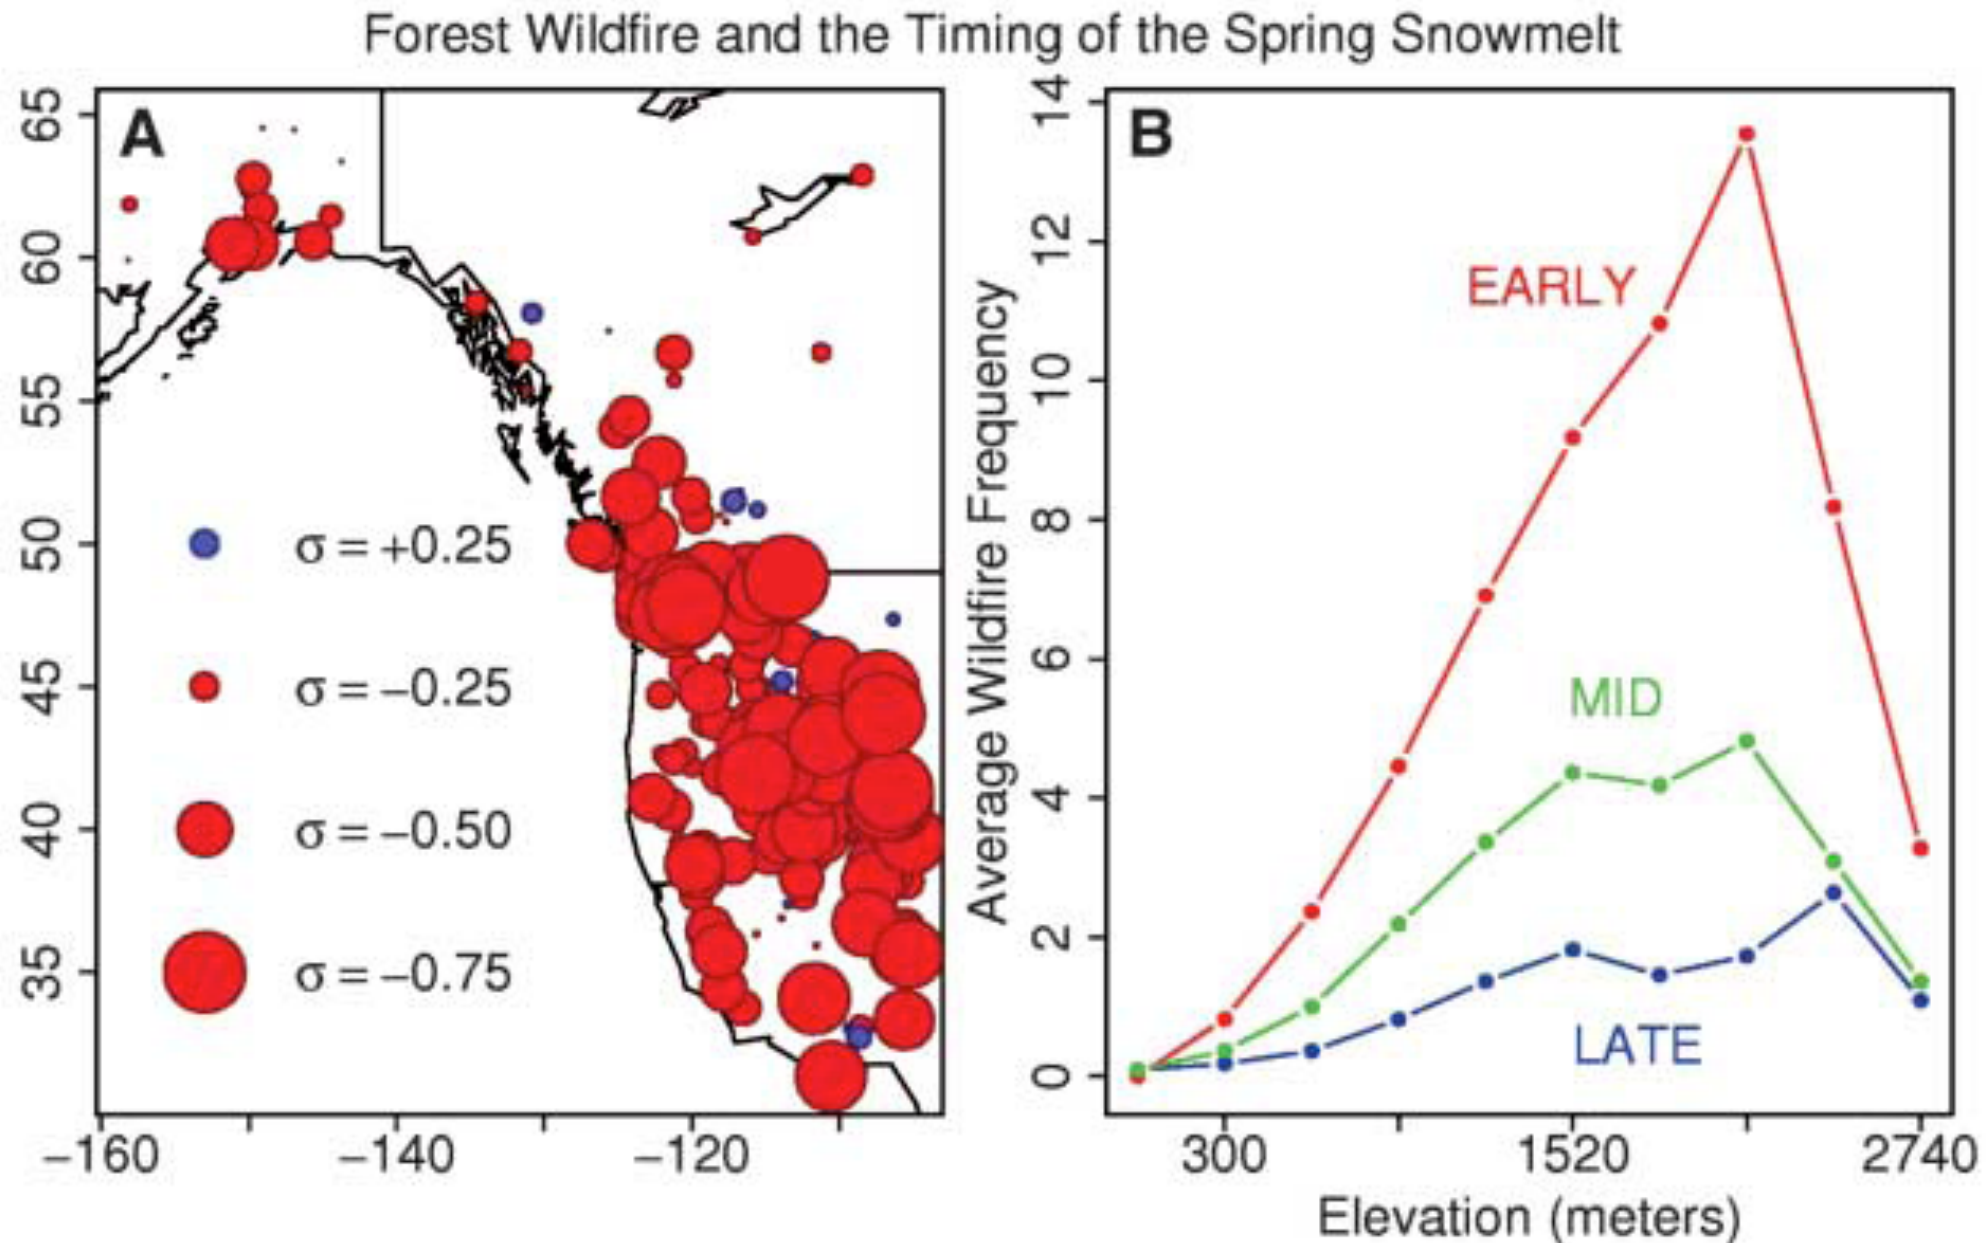 Forest Wildfire and the Timing of the Spring Snowmelt
A
65
60
55
50
45
40
35
σ = +0.25
σ = −0.25
σ = −0.50
σ = −0.75
−160
−140
−120
B
Average Wildfire Frequency
14
12
10
8
6
4
2
0
EARLY
MID
LATE
300
1520
2740
Elevation (meters)